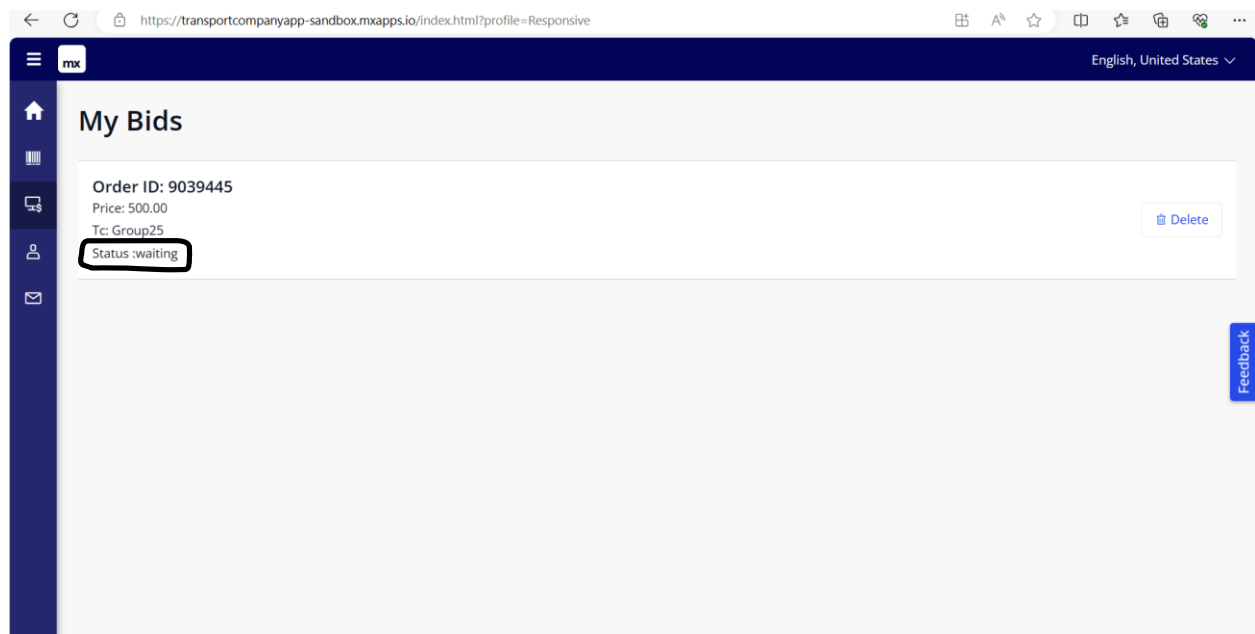 https://transportcompanyapp-sandbox.mxapps.io/index.html?profile=Responsive
mx
English, United States
My Bids
Order ID: 9039445
Price: 500.00
Tc: Group25
Status :waiting
Delete
Feedback